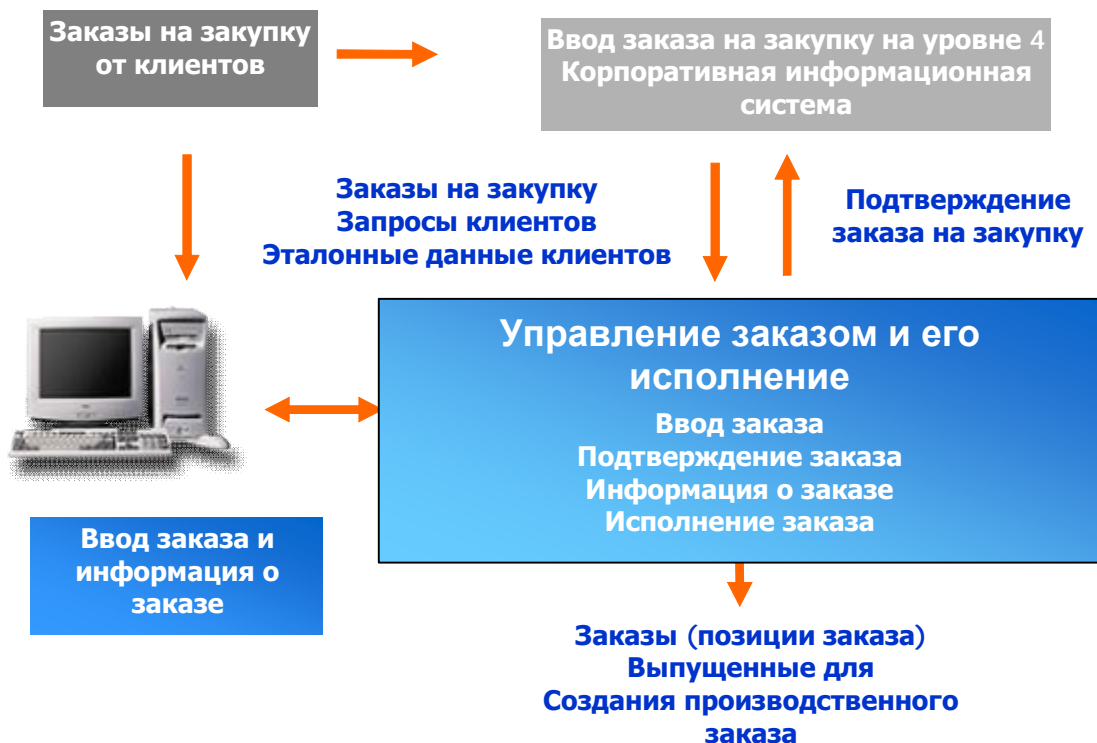 Заказы на закупку
от клиентов
Ввод заказа на закупку на уровне 4
Корпоративная информационная
система
Заказы на закупку
Запросы клиентов
Эталонные данные клиентов
Подтверждение
заказа на закупку
Управление заказом и его
исполнение
Ввод заказа
Подтверждение заказа
Информация о заказе
Исполнение заказа
Ввод заказа и
информация о
заказе
Заказы (позиции заказа)
Выпущенные для
Создания производственного
заказа